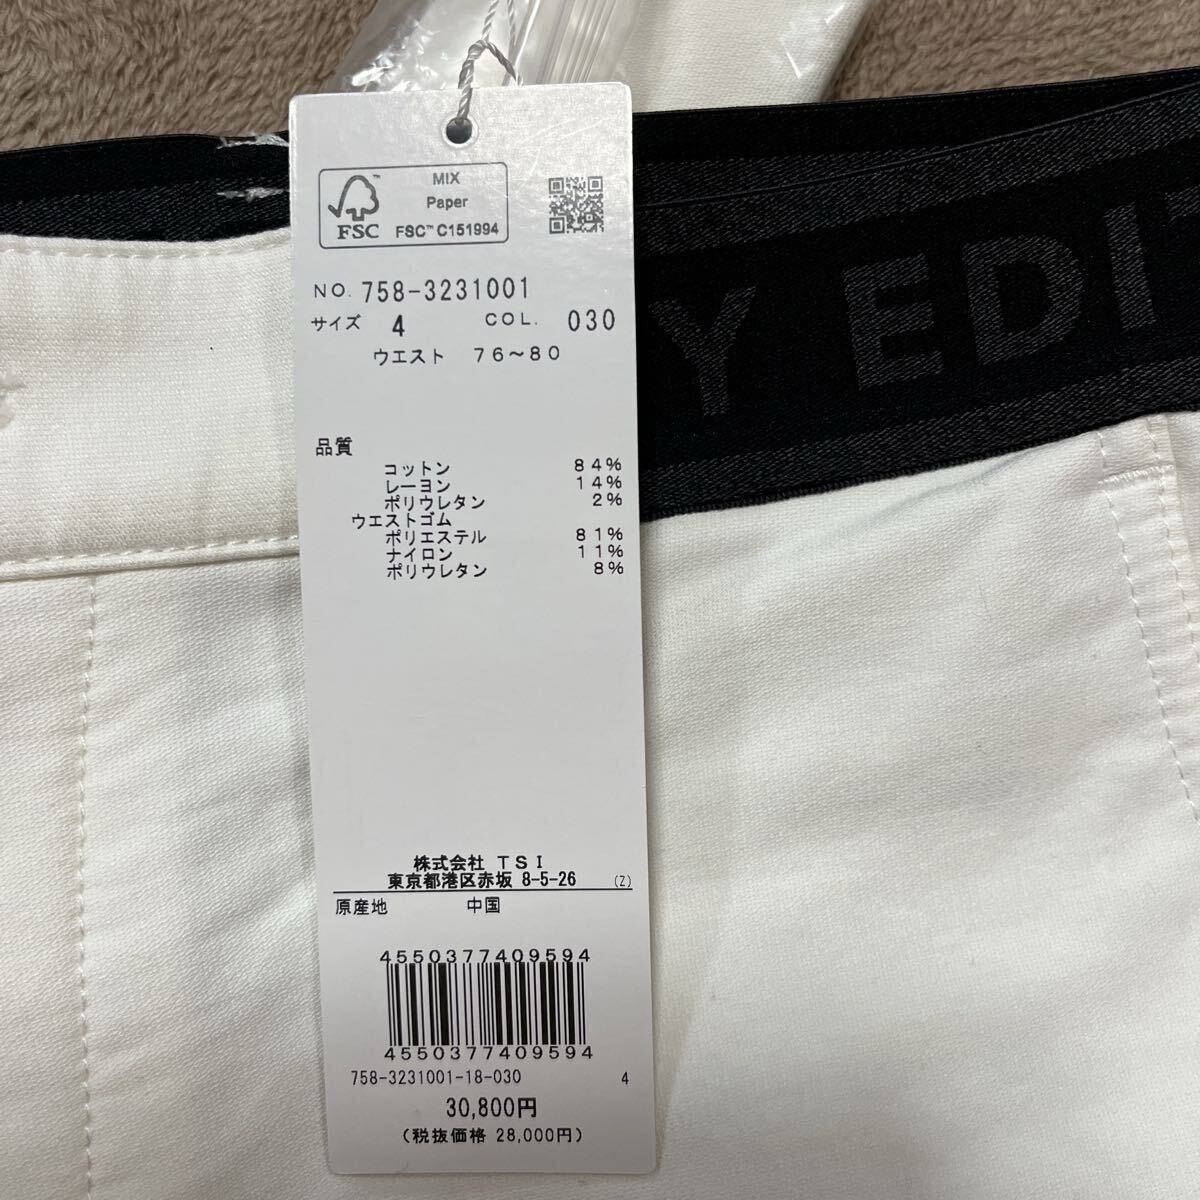 MIX
Paper
FSC™ C151994
FSC
NO. 758-3231001
サイズ 4 COL. 030
ウエスト 76～80
品質
コットン 84%
レーヨン 14%
ポリウレタン 2%
ウエストゴム
ポリエステル 81%
ナイロン 11%
ポリウレタン 8%
株式会社 TSI
東京都港区赤坂 8-5-26 (Z)
原産地 中国
4550377409594
4550377409594
758-3231001-18-030 4
30,800円
(税抜価格 28,000円)
Y EDIT